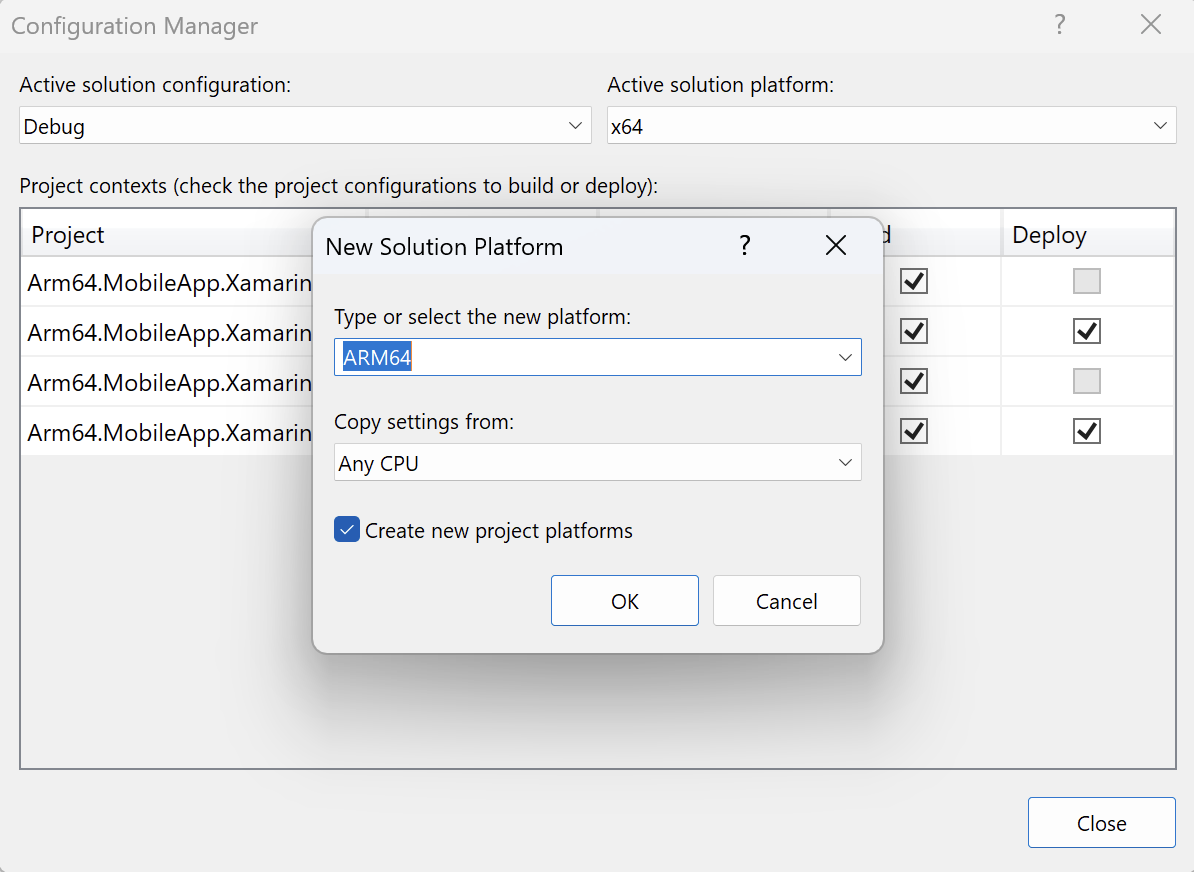 Configuration Manager ?
Active solution configuration: Active solution platform:
Debug x64
Project contexts (check the project configurations to build or deploy):
Project Deploy
New Solution Platform ?
Arm64.MobileApp.Xamarin
Type or select the new platform:
Arm64.MobileApp.Xamarin
ARM64
Arm64.MobileApp.Xamarin
Copy settings from:
Arm64.MobileApp.Xamarin
Any CPU
Create new project platforms
OK Cancel
Close